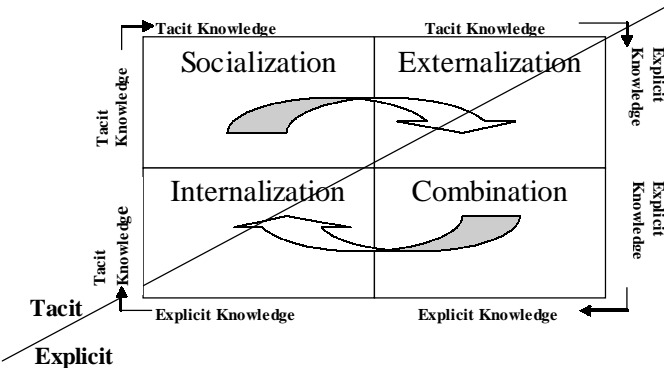 Tacit Knowledge
Tacit Knowledge
Socialization
Externalization
Tacit
Knowledge
Explicit
Knowledge
Internalization
Combination
Tacit
Knowledge
Explicit
Knowledge
Explicit Knowledge
Explicit Knowledge
Tacit
Explicit